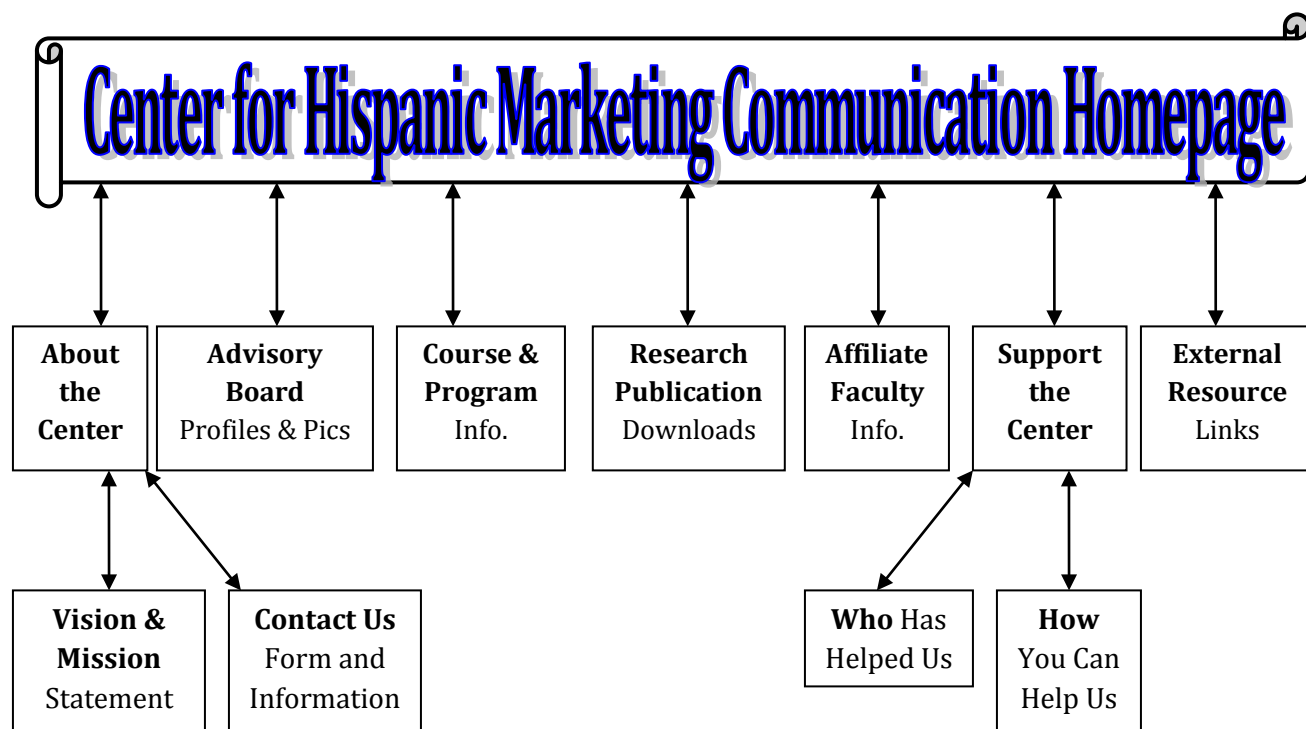 Center for Hispanic Marketing Communication Homepage
About
the
Center
Advisory
Board
Profiles & Pics
Course &
Program
Info.
Research
Publication
Downloads
Affiliate
Faculty
Info.
Support
the
Center
External
Resource
Links
Vision &
Mission
Statement
Contact Us
Form and
Information
Who Has
Helped Us
How
You Can
Help Us